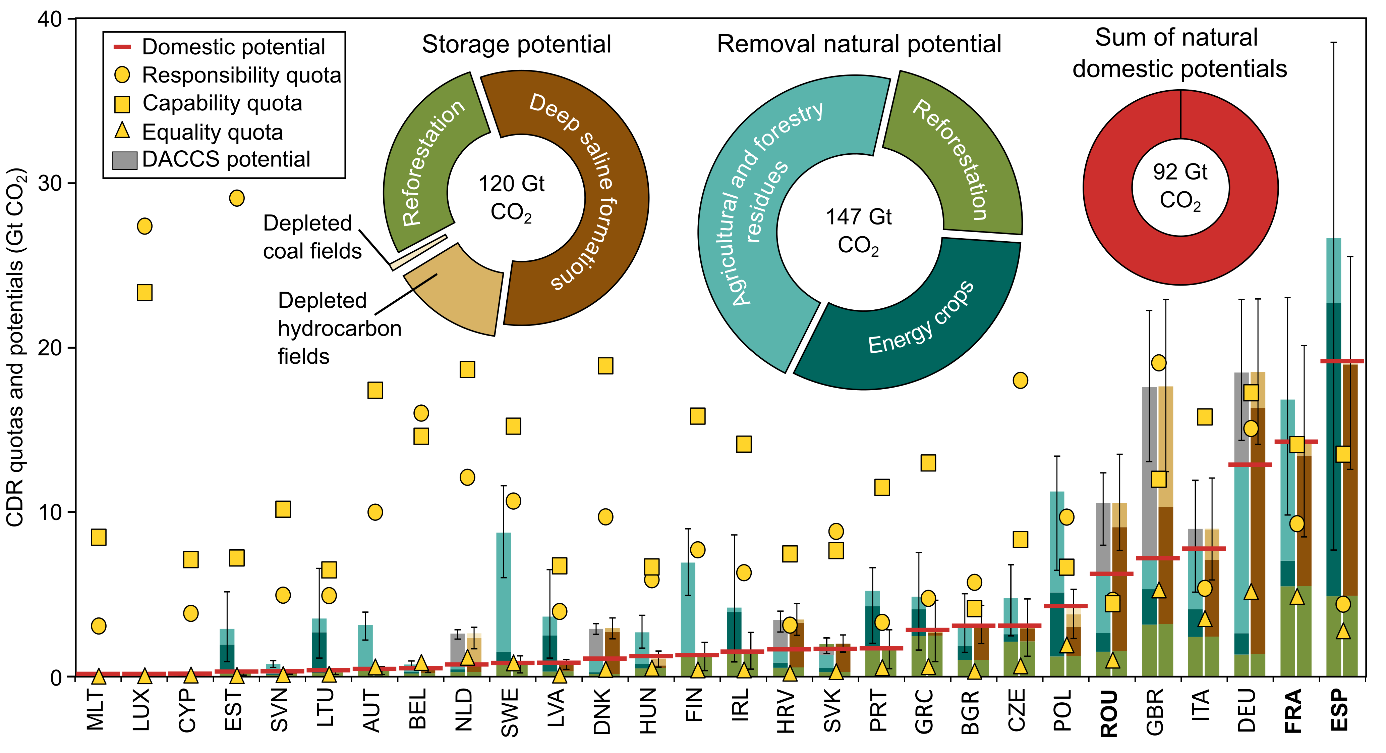 40
30
20
10
0
CDR quotas and potentials (Gt CO₂)
Domestic potential
Responsibility quota
Capability quota
Equality quota
DACCS potential
Storage potential
Reforestation
Deep saline formations
120 Gt
CO₂
Depleted
coal fields
Depleted
hydrocarbon
fields
Removal natural potential
Agricultural and forestry
residues
Reforestation
Energy crops
147 Gt
CO₂
Sum of natural
domestic potentials
92 Gt
CO₂
MLT
LUX
CYP
EST
SVN
LTU
AUT
BEL
NLD
SWE
LVA
DNK
HUN
FIN
IRL
HRV
SVK
PRT
GRC
BGR
CZE
POL
ROU
GBR
ITA
DEU
FRA
ESP